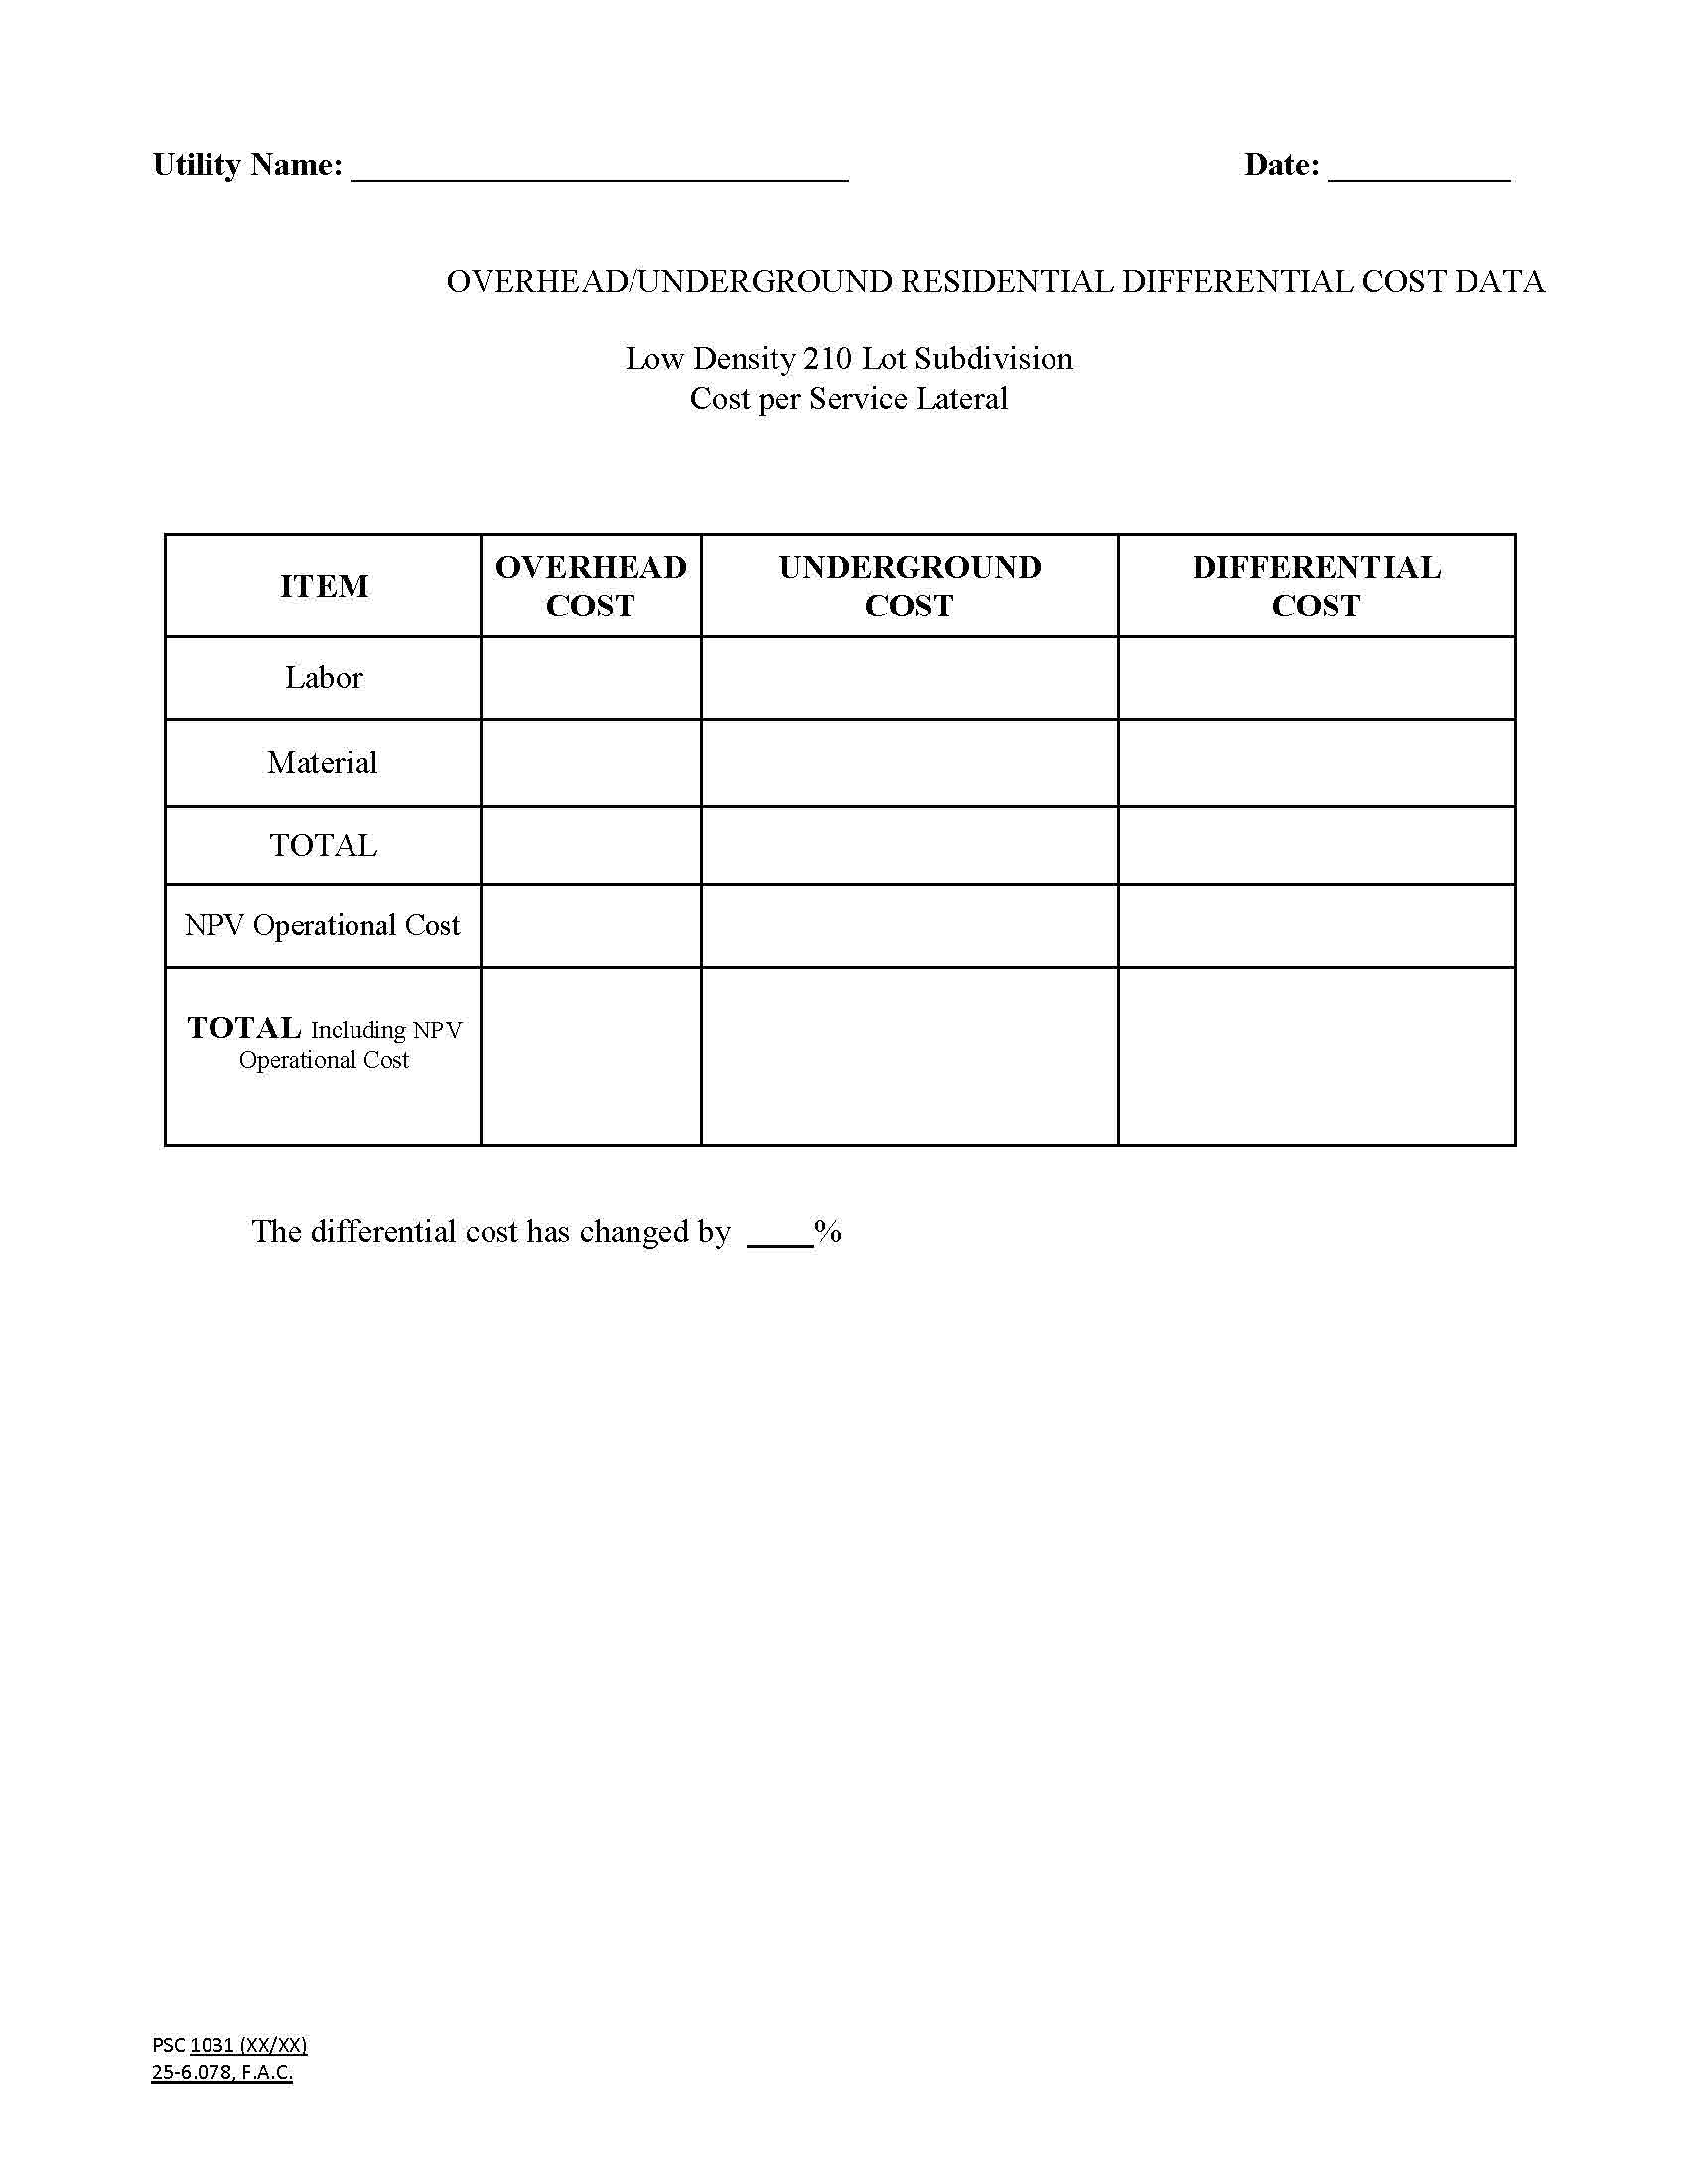 Utility Name: ______________________________ Date: ___________
OVERHEAD/UNDERGROUND RESIDENTIAL DIFFERENTIAL COST DATA
Low Density 210 Lot Subdivision
Cost per Service Lateral
ITEM
OVERHEAD
COST
UNDERGROUND
COST
DIFFERENTIAL
COST
Labor
Material
TOTAL
NPV Operational Cost
TOTAL Including NPV
Operational Cost
The differential cost has changed by ____%
PSC 1031 (XX/XX)
25-6.078, F.A.C.